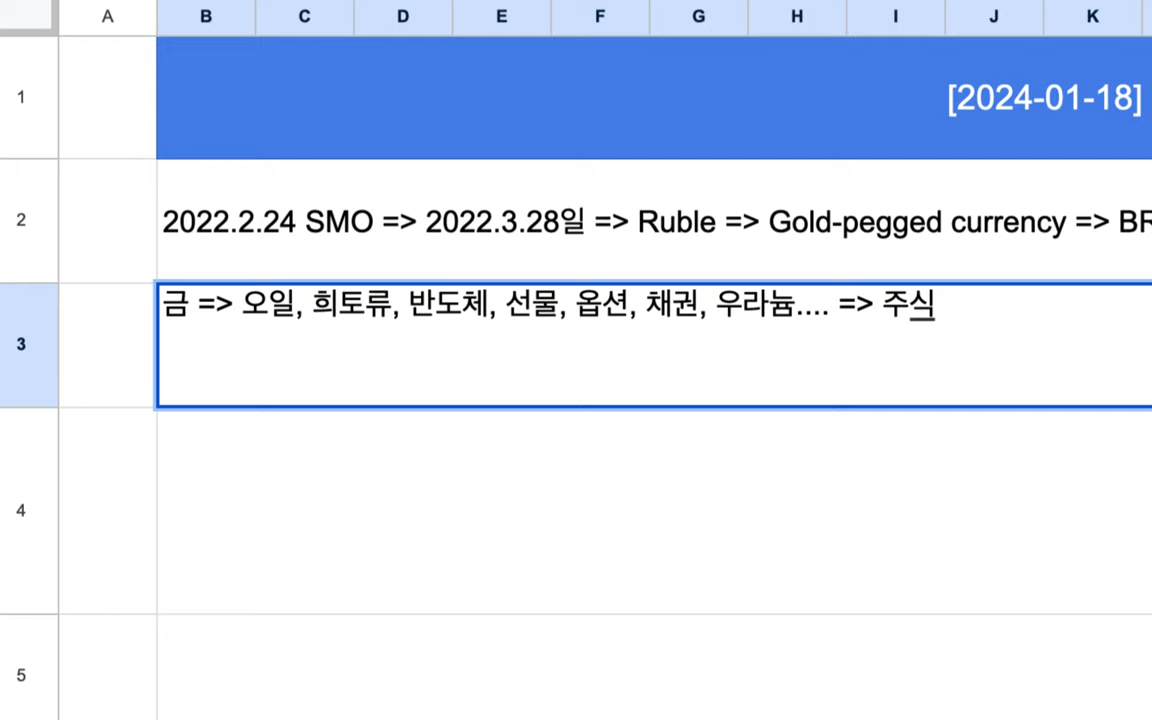 A B C D E F G H I J K
1 [2024-01-18]
2 2022.2.24 SMO => 2022.3.28일 => Ruble => Gold-pegged currency => BR
3 금 => 오일, 희토류, 반도체, 선물, 옵션, 채권, 우라늄.... => 주식
4
5